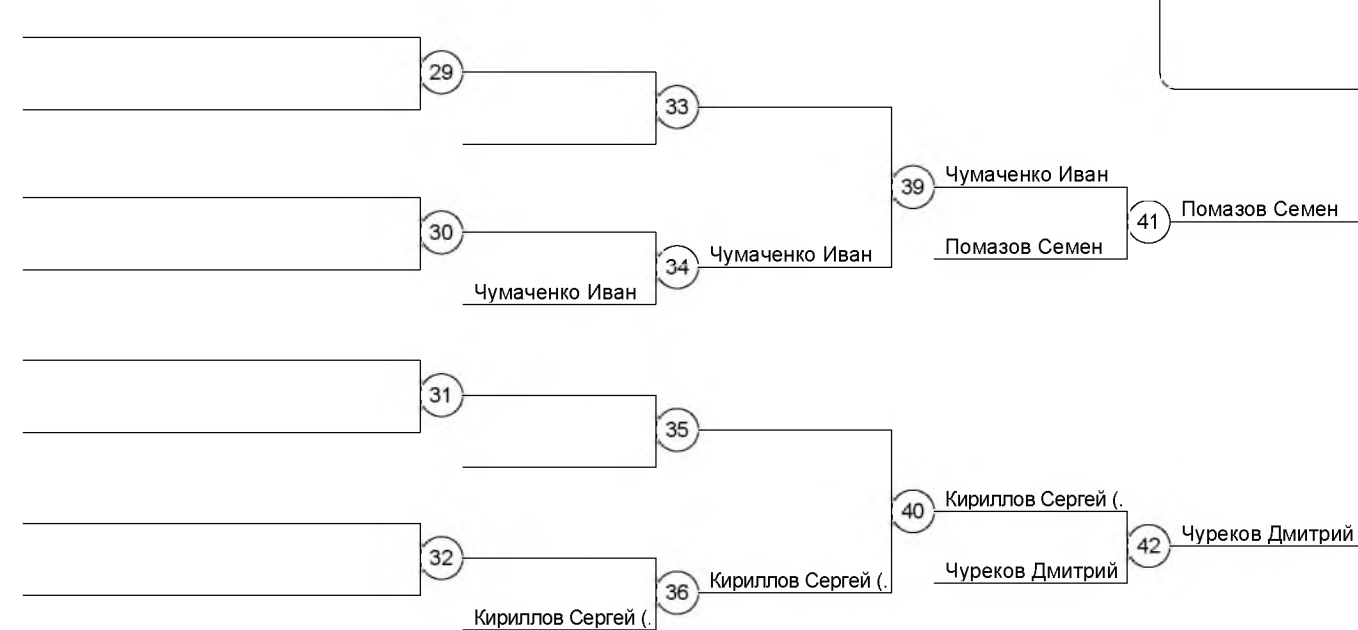 29
33
Чумаченко Иван
39
Помазов Семен
41
30
Чумаченко Иван
Помазов Семен
34
Чумаченко Иван
31
35
Кириллов Сергей (.
40
Чуреков Дмитрий
42
32
Кириллов Сергей (.
Чуреков Дмитрий
36
Кириллов Сергей (.